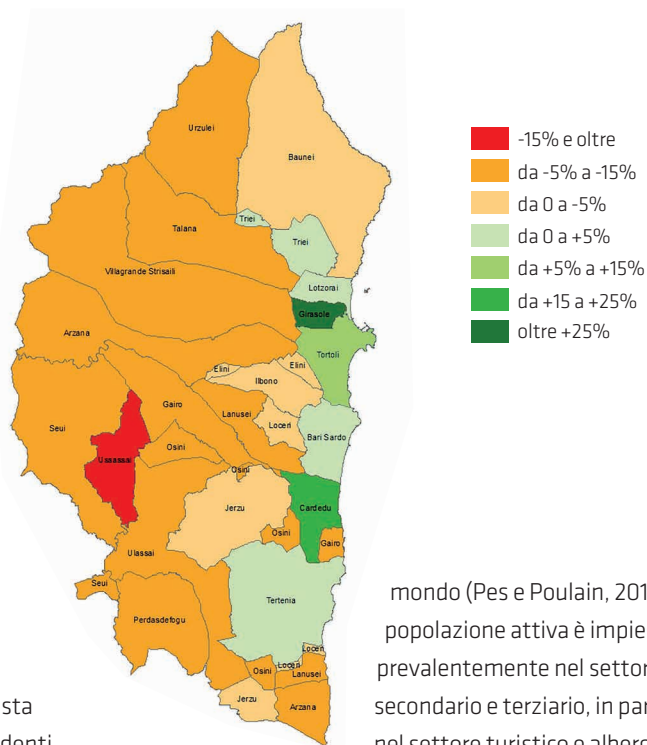 Urzulei
Baunei
Triei
Talana
Triei
Villagrande Strisaili
Lotzorai
Girasole
Arzana
Tortolì
Elini
Elini
Ilbono
Gairo
Lanusei
Seui
Loceri
Osini
Bari Sardo
Ussassai
Osini
Jerzu
Cardedu
Osini
Gairo
Ulassai
Seui
Tertenia
Perdasdefogu
Loceri
Osini
Loceri
Lanusei
Jerzu
Arzana
-15% e oltre
da -5% a -15%
da 0 a -5%
da 0 a +5%
da +5% a +15%
da +15 a +25%
oltre +25%
mondo (Pes e Poulain, 201
popolazione attiva è impie
prevalentemente nel settor
secondario e terziario, in par
nel settore turistico e alberg
sta
denti